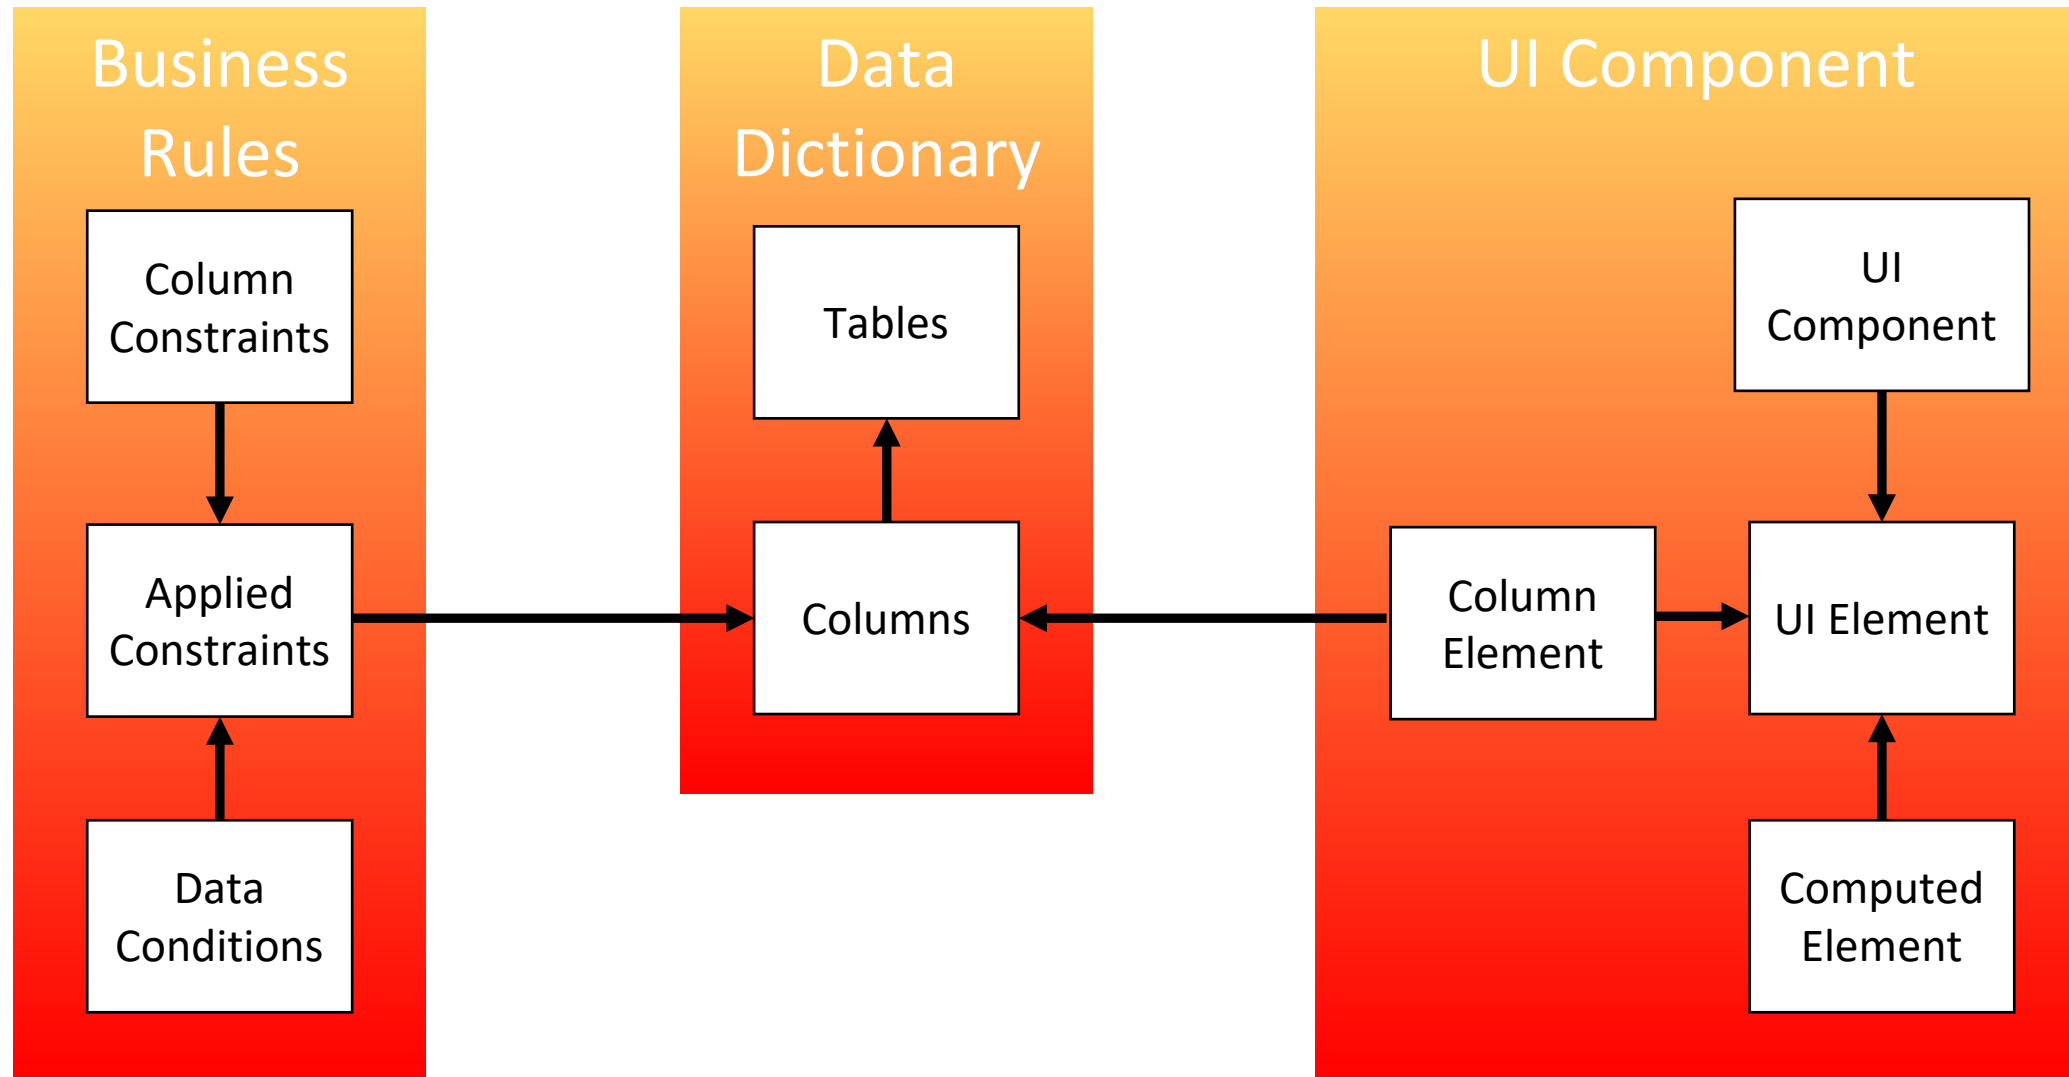 Business
Rules
Column
Constraints
Applied
Constraints
Data
Conditions
Data
Dictionary
Tables
Columns
UI Component
UI
Component
Column
Element
UI Element
Computed
Element